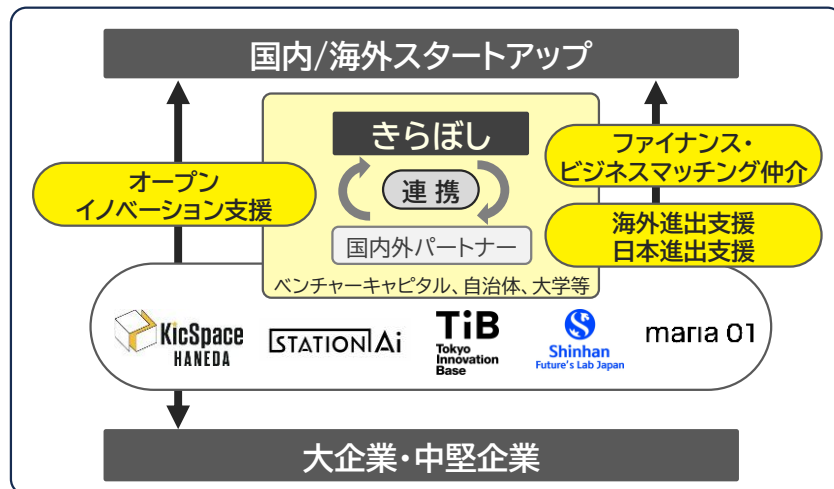 国内/海外スタートアップ
きらぼし
連携
国内外パートナー
ベンチャーキャピタル、自治体、大学等
オープン
イノベーション支援
ファイナンス・
ビジネスマッチング仲介
海外進出支援
日本進出支援
KicSpace
HANEDA
STATION Ai
TiB
Tokyo
Innovation
Base
Shinhan
Future's Lab Japan
maria 01
大企業・中堅企業